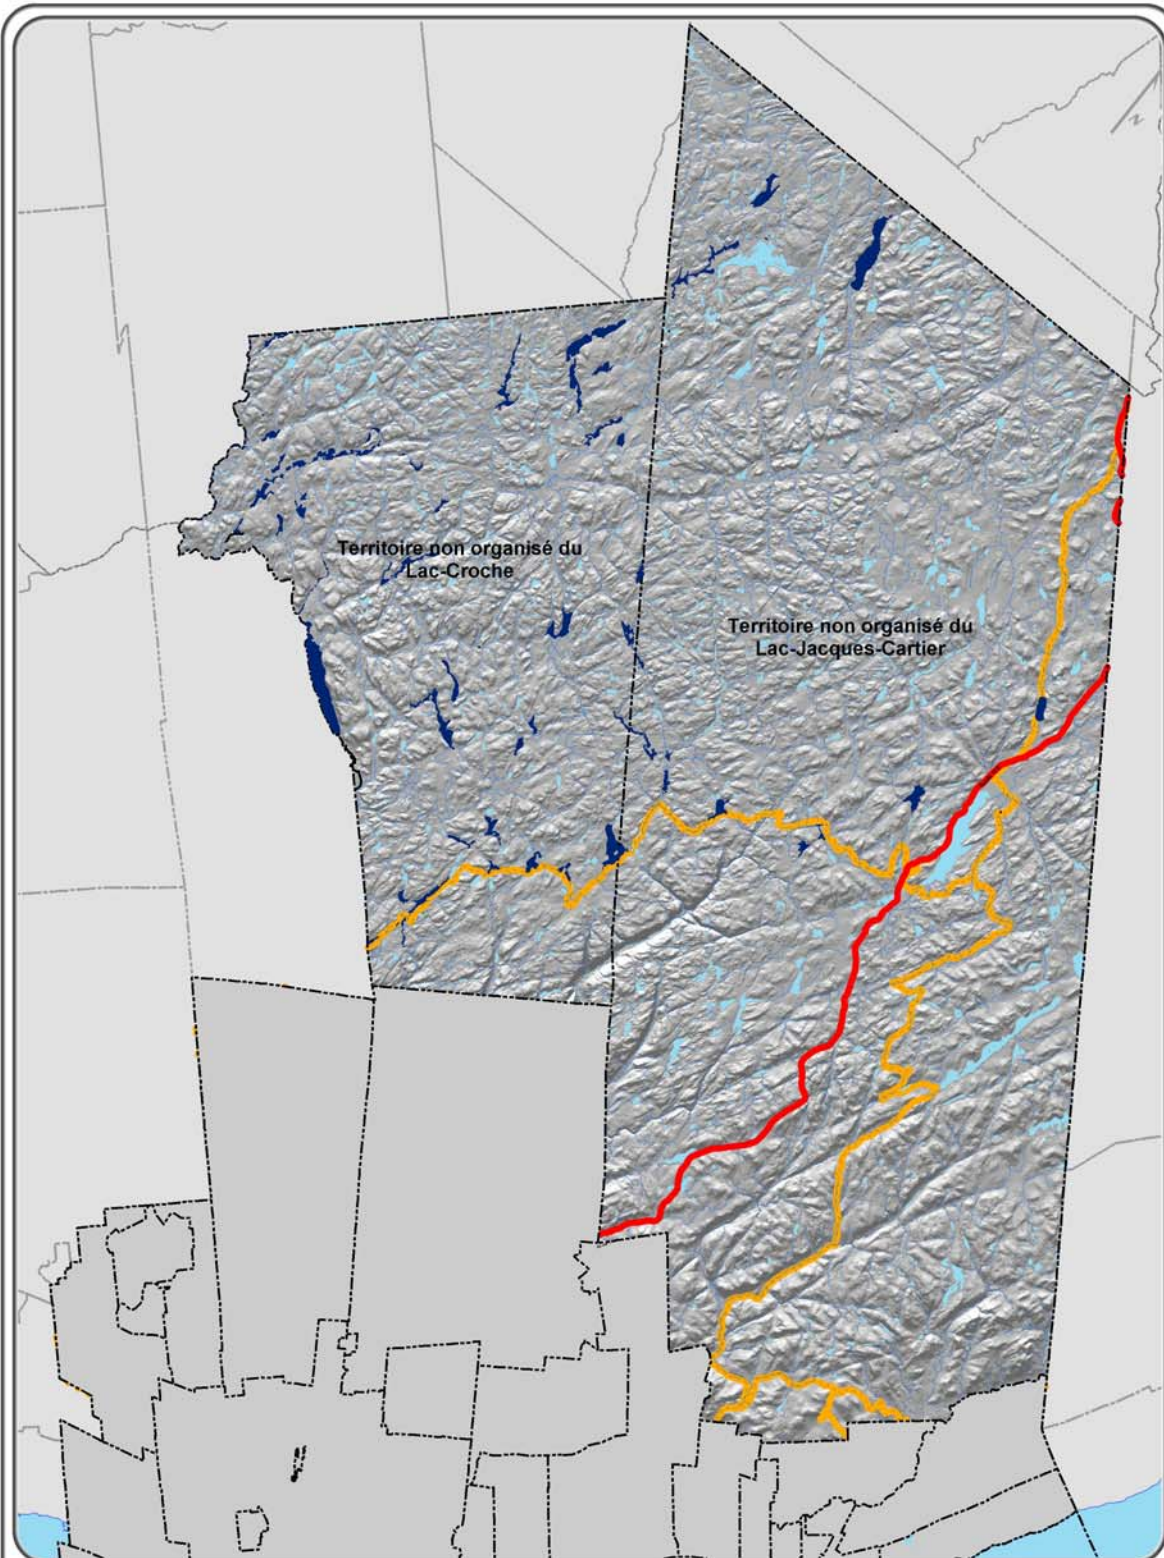 Territoire non organisé du
Lac-Croche
Territoire non organisé du
Lac-Jacques-Cartier